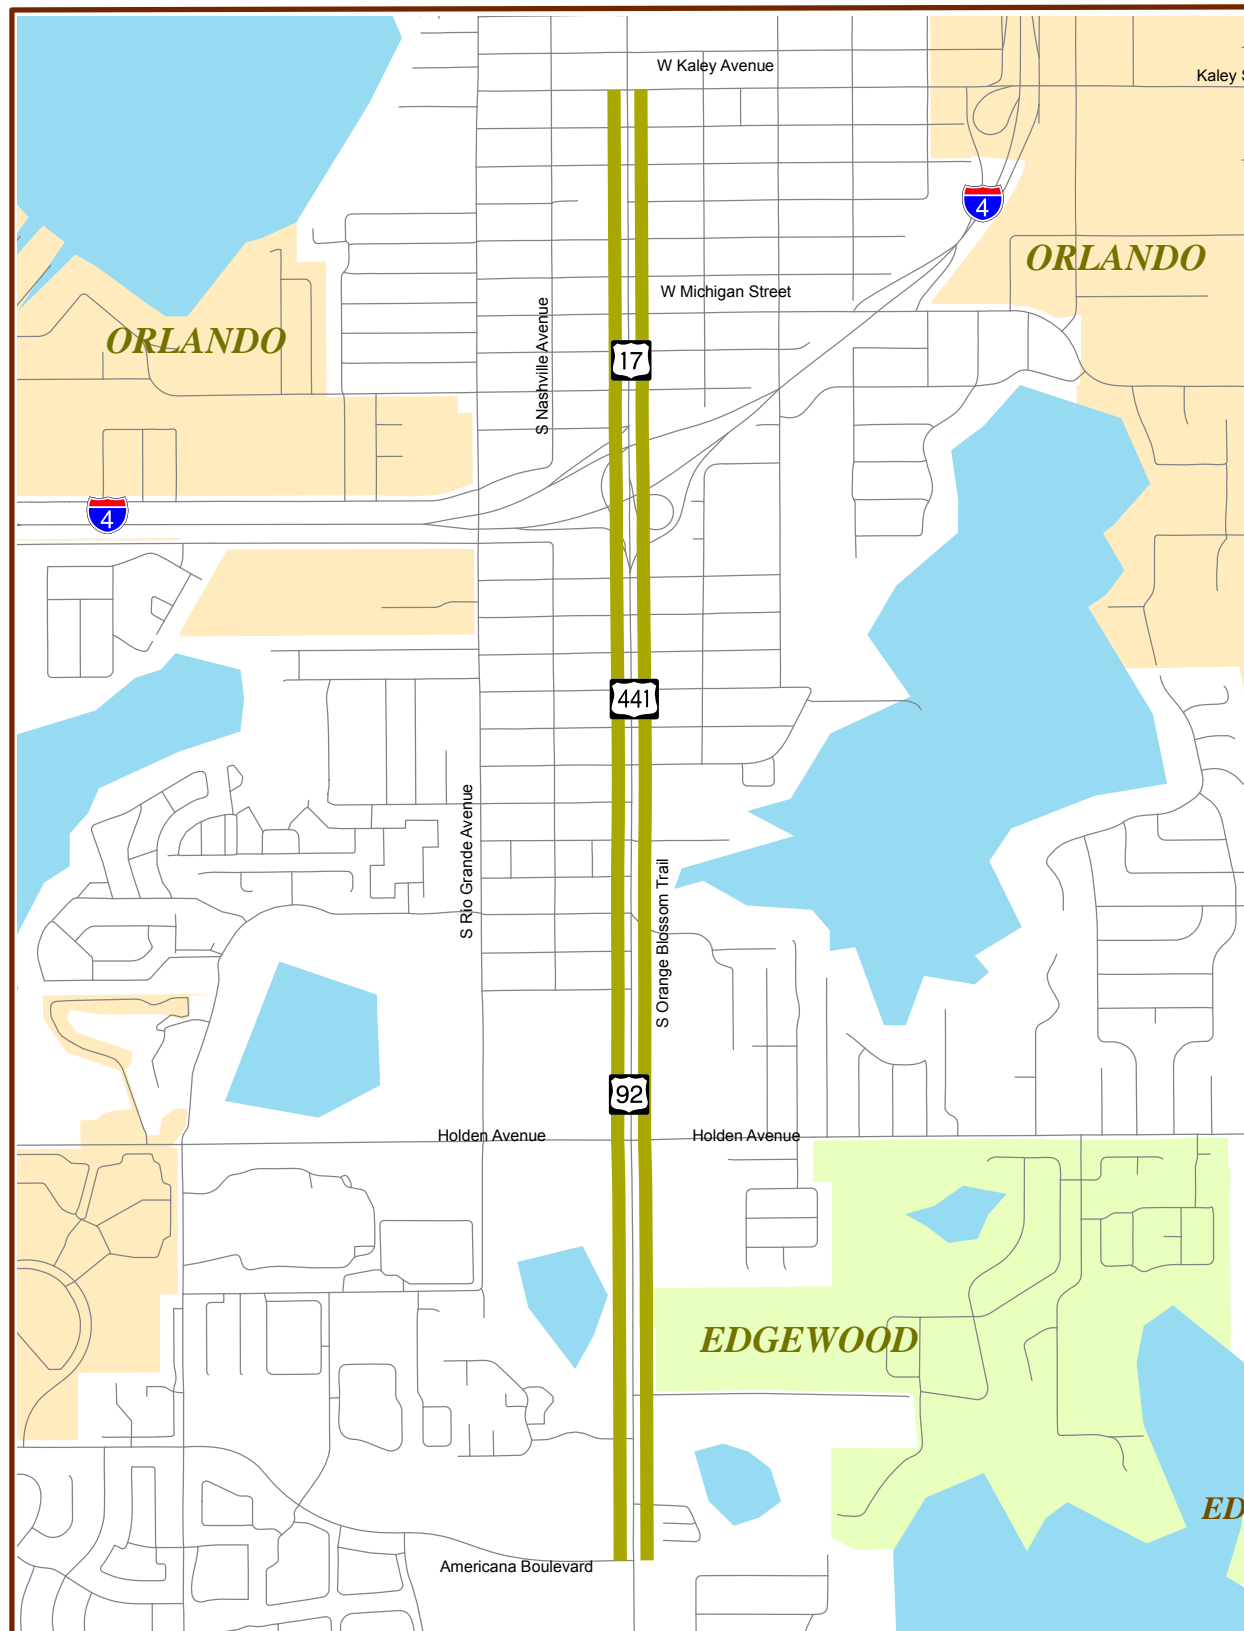 W Kaley Avenue
Kaley S
4
ORLANDO
W Michigan Street
S Nashville Avenue
ORLANDO
17
4
441
S Rio Grande Avenue
S Orange Blossom Trail
92
Holden Avenue
Holden Avenue
EDGEWOOD
ED
Americana Boulevard